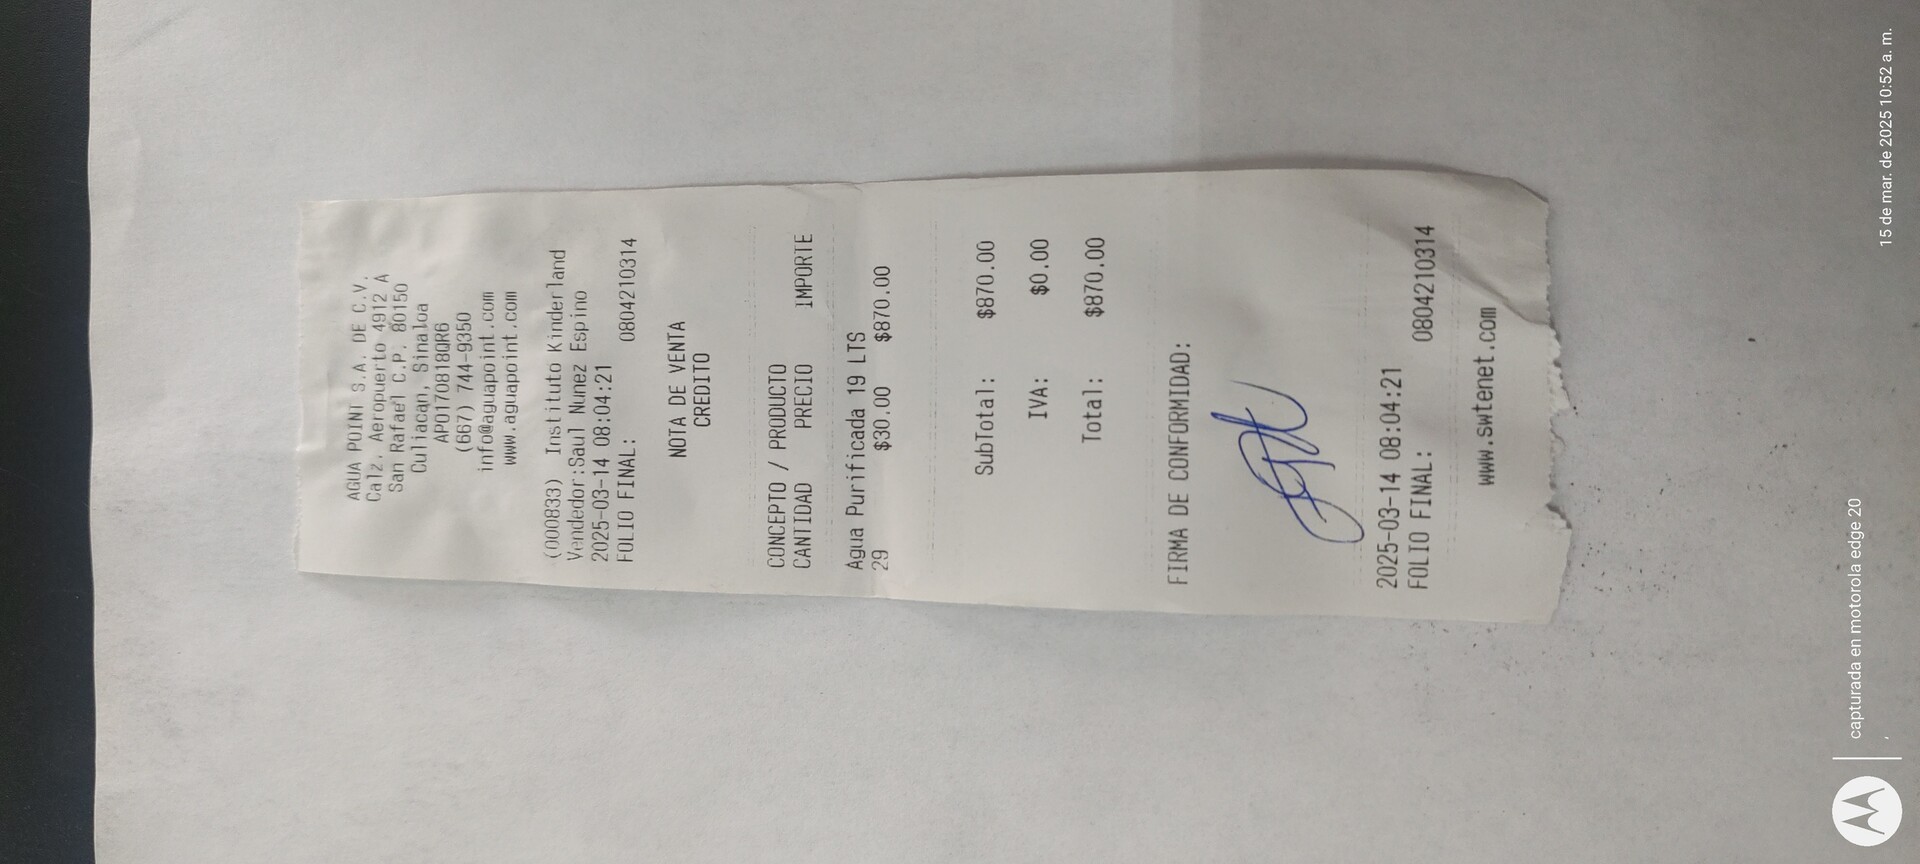 AGUA POINT S.A. DE C.V.
Calz. Aeropuerto 4912 A
San Rafael C.P. 80150
Culiacan, Sinaloa
APO170818QR6
(667) 744-9350
info@aguapoint.com
www.aguapoint.com
(000833) Instituto Kinderland
Vendedor:Saul Nunez Espino
2025-03-14 08:04:21
FOLIO FINAL: 0804210314
NOTA DE VENTA
CREDITO
CONCEPTO / PRODUCTO
CANTIDAD PRECIO IMPORTE
Agua Purificada 19 LTS
29 $30.00 $870.00
SubTotal: $870.00
IVA: $0.00
Total: $870.00
FIRMA DE CONFORMIDAD:
2025-03-14 08:04:21
FOLIO FINAL: 0804210314
www.swtenet.com
capturada en motorola edge 20
15 de mar. de 2025 10:52 a. m.